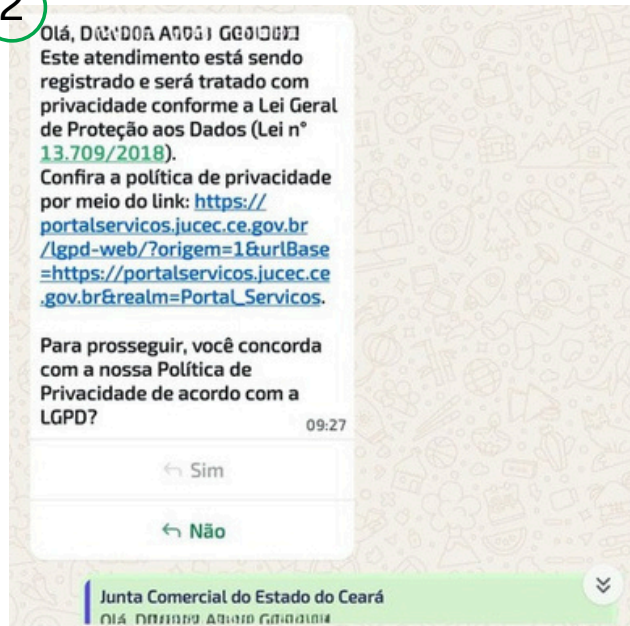 2
Olá,
Este atendimento está sendo
registrado e será tratado com
privacidade conforme a Lei Geral
de Proteção aos Dados (Lei n°
13.709/2018).
Confira a política de privacidade
por meio do link: https://
portalservicos.jucec.ce.gov.br
/lgpd-web/?origem=1&urlBase
=https://portalservicos.jucec.ce
.gov.br&realm=Portal_Servicos.
Para prosseguir, você concorda
com a nossa Política de
Privacidade de acordo com a
LGPD?
09:27
Sim
Não
Junta Comercial do Estado do Ceará
Olá,